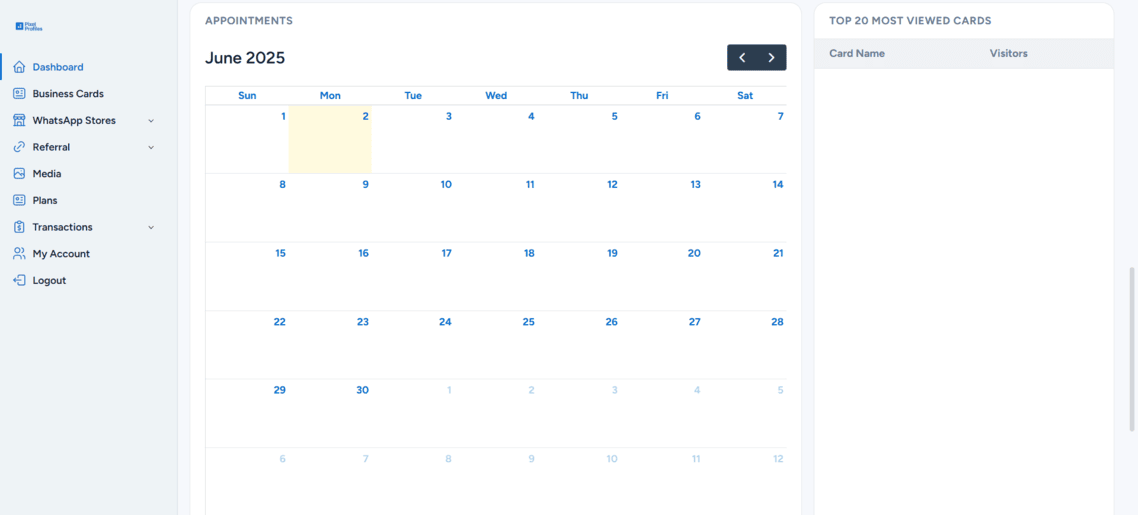 Pixel
Profiles
Dashboard
Business Cards
WhatsApp Stores
Referral
Media
Plans
Transactions
My Account
Logout
APPOINTMENTS
June 2025
Sun Mon Tue Wed Thu Fri Sat
1 2 3 4 5 6 7
8 9 10 11 12 13 14
15 16 17 18 19 20 21
22 23 24 25 26 27 28
29 30 1 2 3 4 5
6 7 8 9 10 11 12
TOP 20 MOST VIEWED CARDS
Card Name Visitors